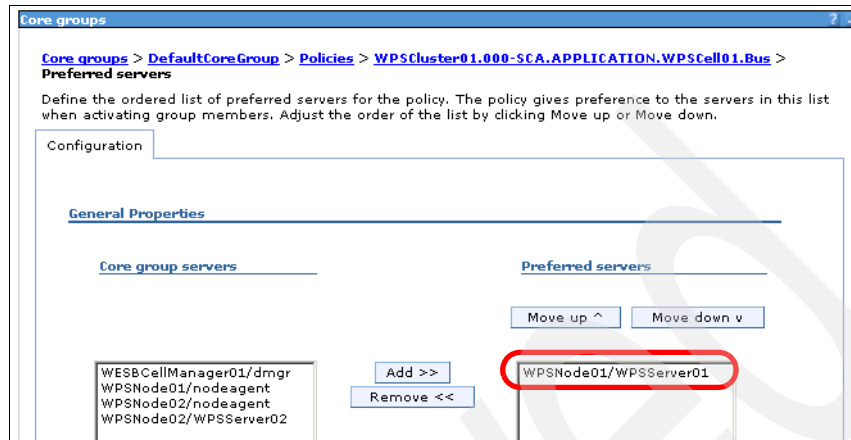 Core groups
? -
Core groups > DefaultCoreGroup > Policies > WPSCluster01.000-SCA.APPLICATION.WPSCell01.Bus >
Preferred servers
Define the ordered list of preferred servers for the policy. The policy gives preference to the servers in this list
when activating group members. Adjust the order of the list by clicking Move up or Move down.
Configuration
General Properties
Core group servers
Preferred servers
Move up ^
Move down v
WESBCellManager01/dmgr
WPSNode01/nodeagent
WPSNode02/nodeagent
WPSNode02/WPSServer02
Add >>
Remove <<
WPSNode01/WPSServer01